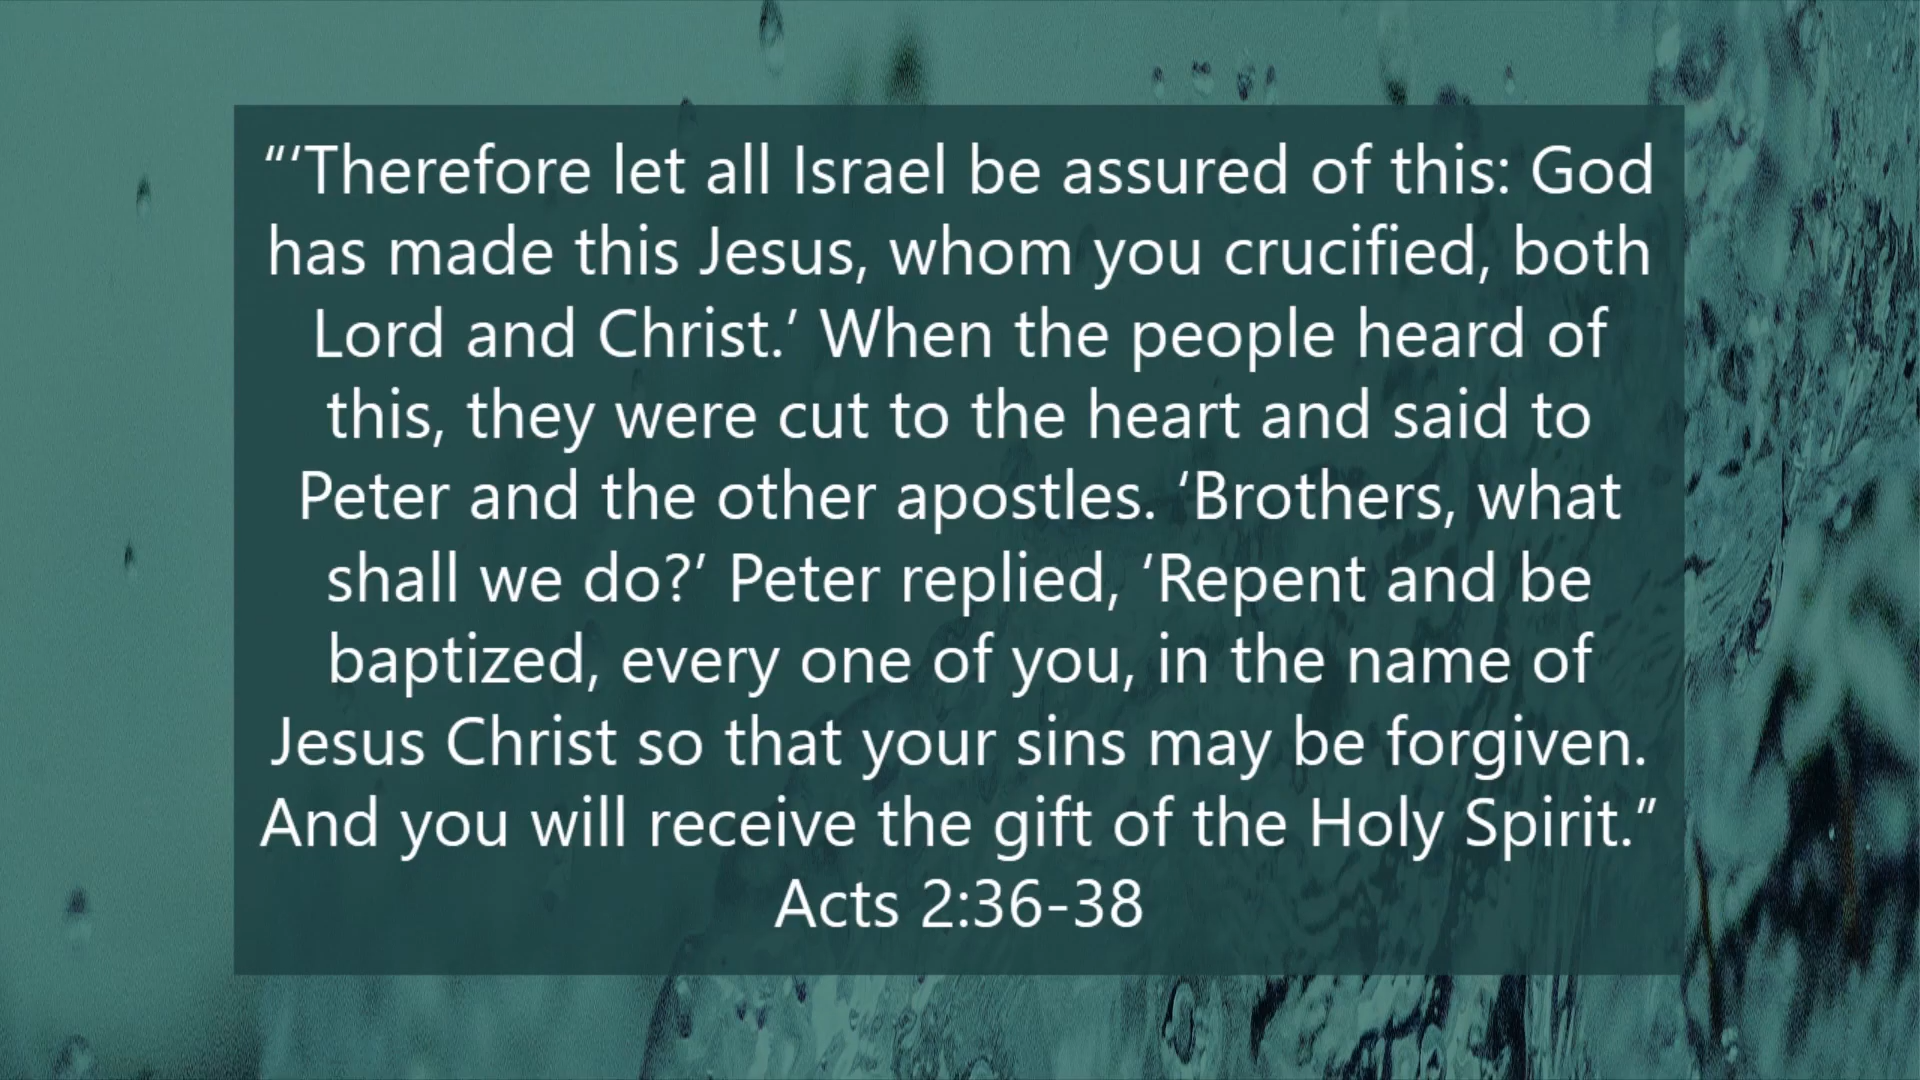 “‘Therefore let all Israel be assured of this: God
has made this Jesus, whom you crucified, both
Lord and Christ.’ When the people heard of
this, they were cut to the heart and said to
Peter and the other apostles. ‘Brothers, what
shall we do?’ Peter replied, ‘Repent and be
baptized, every one of you, in the name of
Jesus Christ so that your sins may be forgiven.
And you will receive the gift of the Holy Spirit.”
Acts 2:36-38